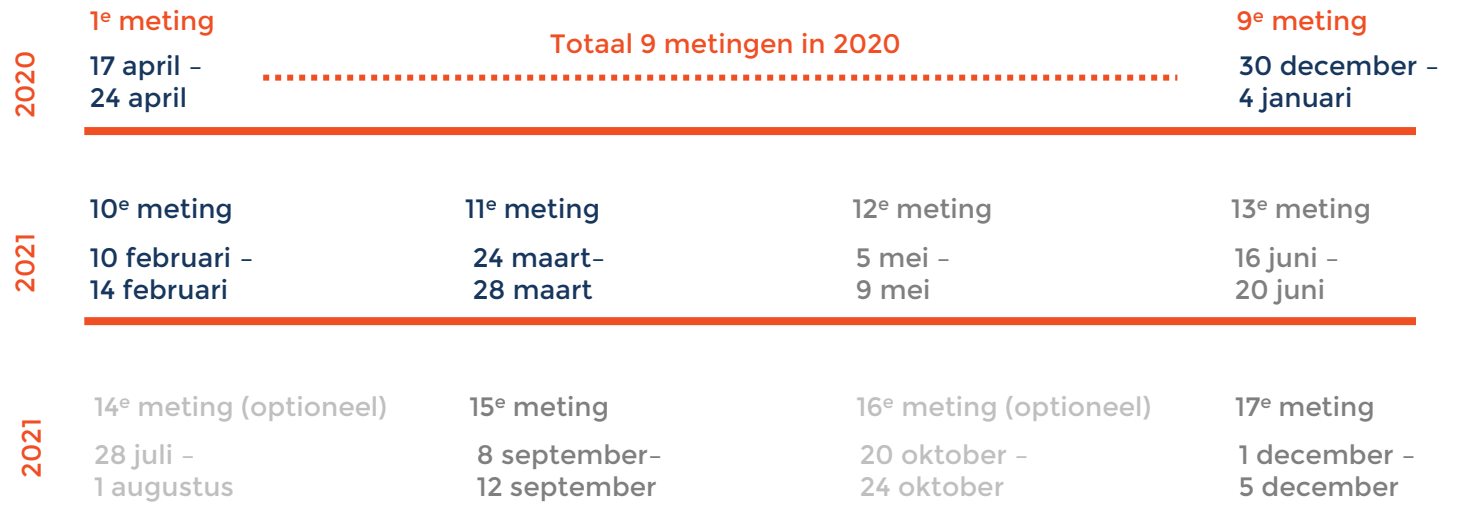 2020
1e meting
17 april –
24 april
Totaal 9 metingen in 2020
9e meting
30 december –
4 januari
2021
10e meting
10 februari –
14 februari
11e meting
24 maart–
28 maart
12e meting
5 mei –
9 mei
13e meting
16 juni –
20 juni
2021
14e meting (optioneel)
28 juli –
1 augustus
15e meting
8 september–
12 september
16e meting (optioneel)
20 oktober –
24 oktober
17e meting
1 december –
5 december